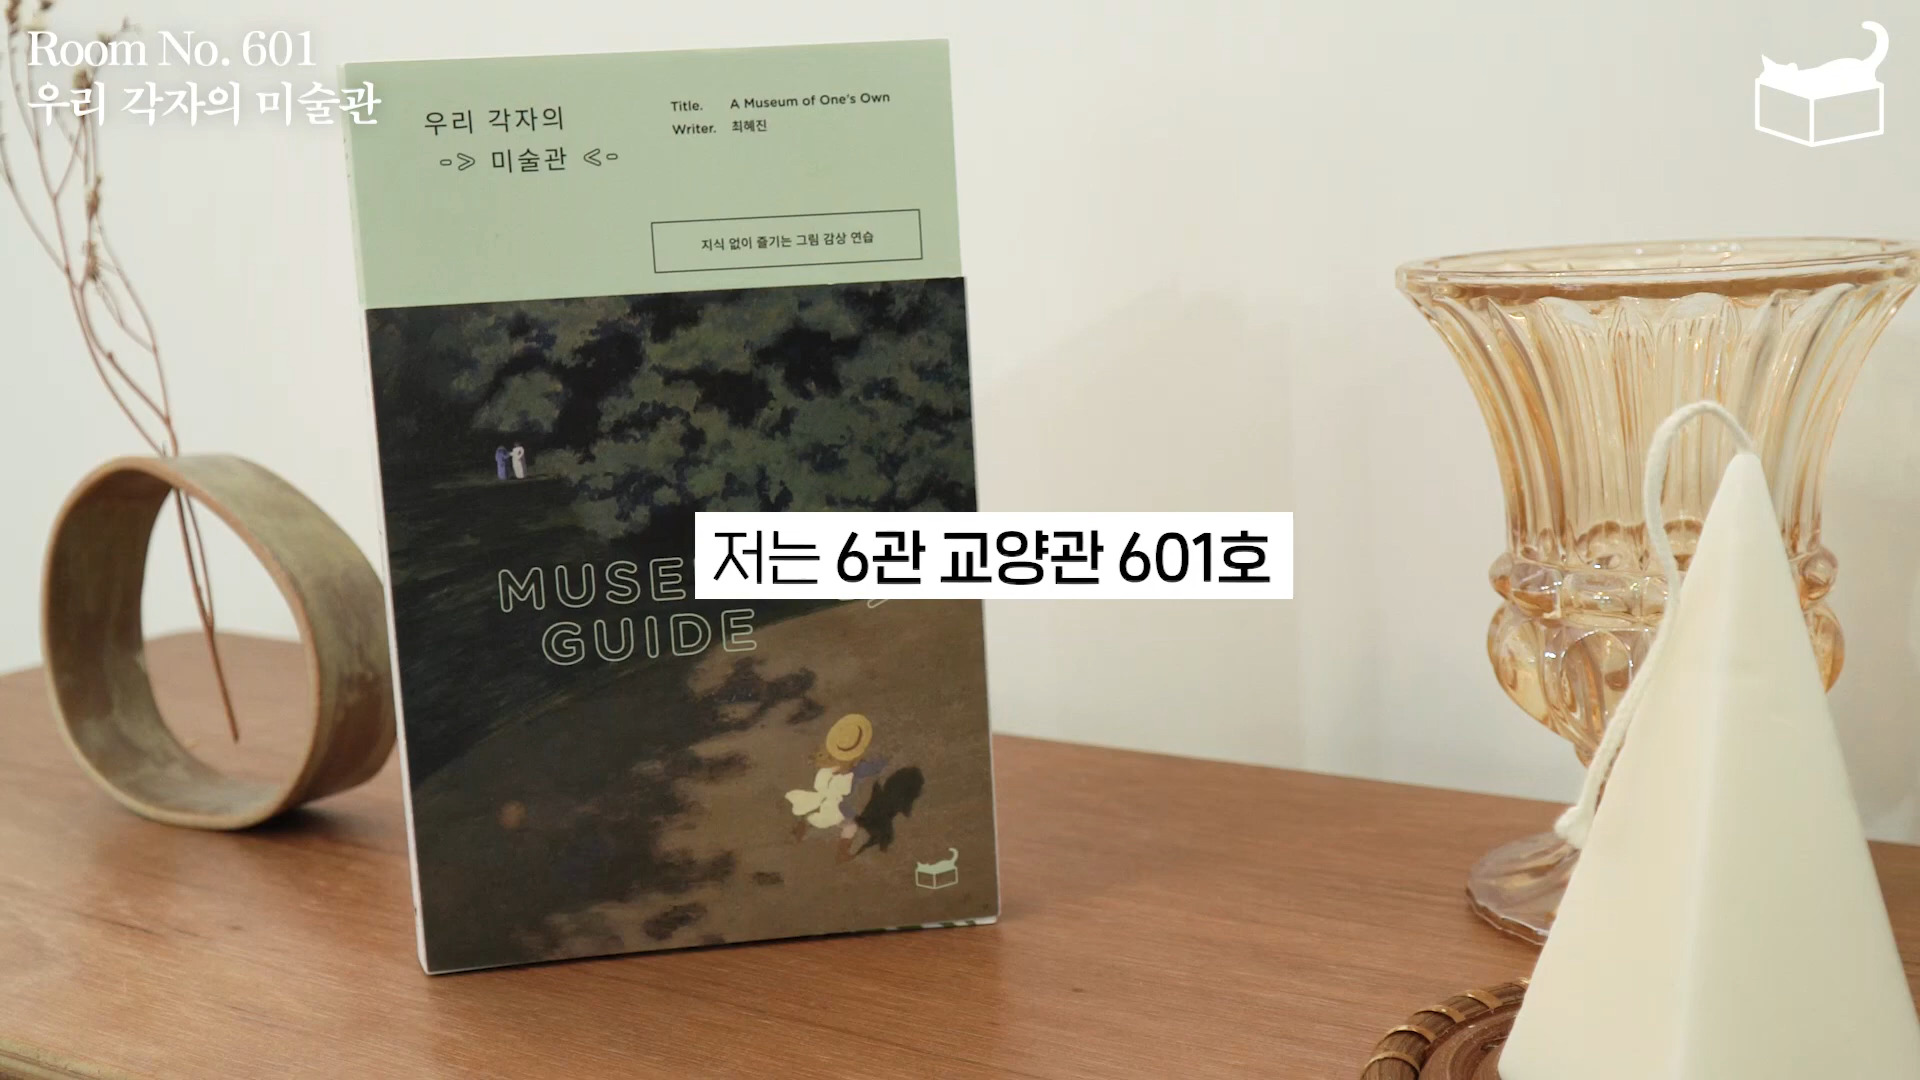 Room No. 601
우리 각자의 미술관
우리 각자의
미술관
Title. A Museum of One's Own
Writer. 최혜진
지식 없이 즐기는 그림 감상 연습
저는 6관 교양관 601호
GUIDE